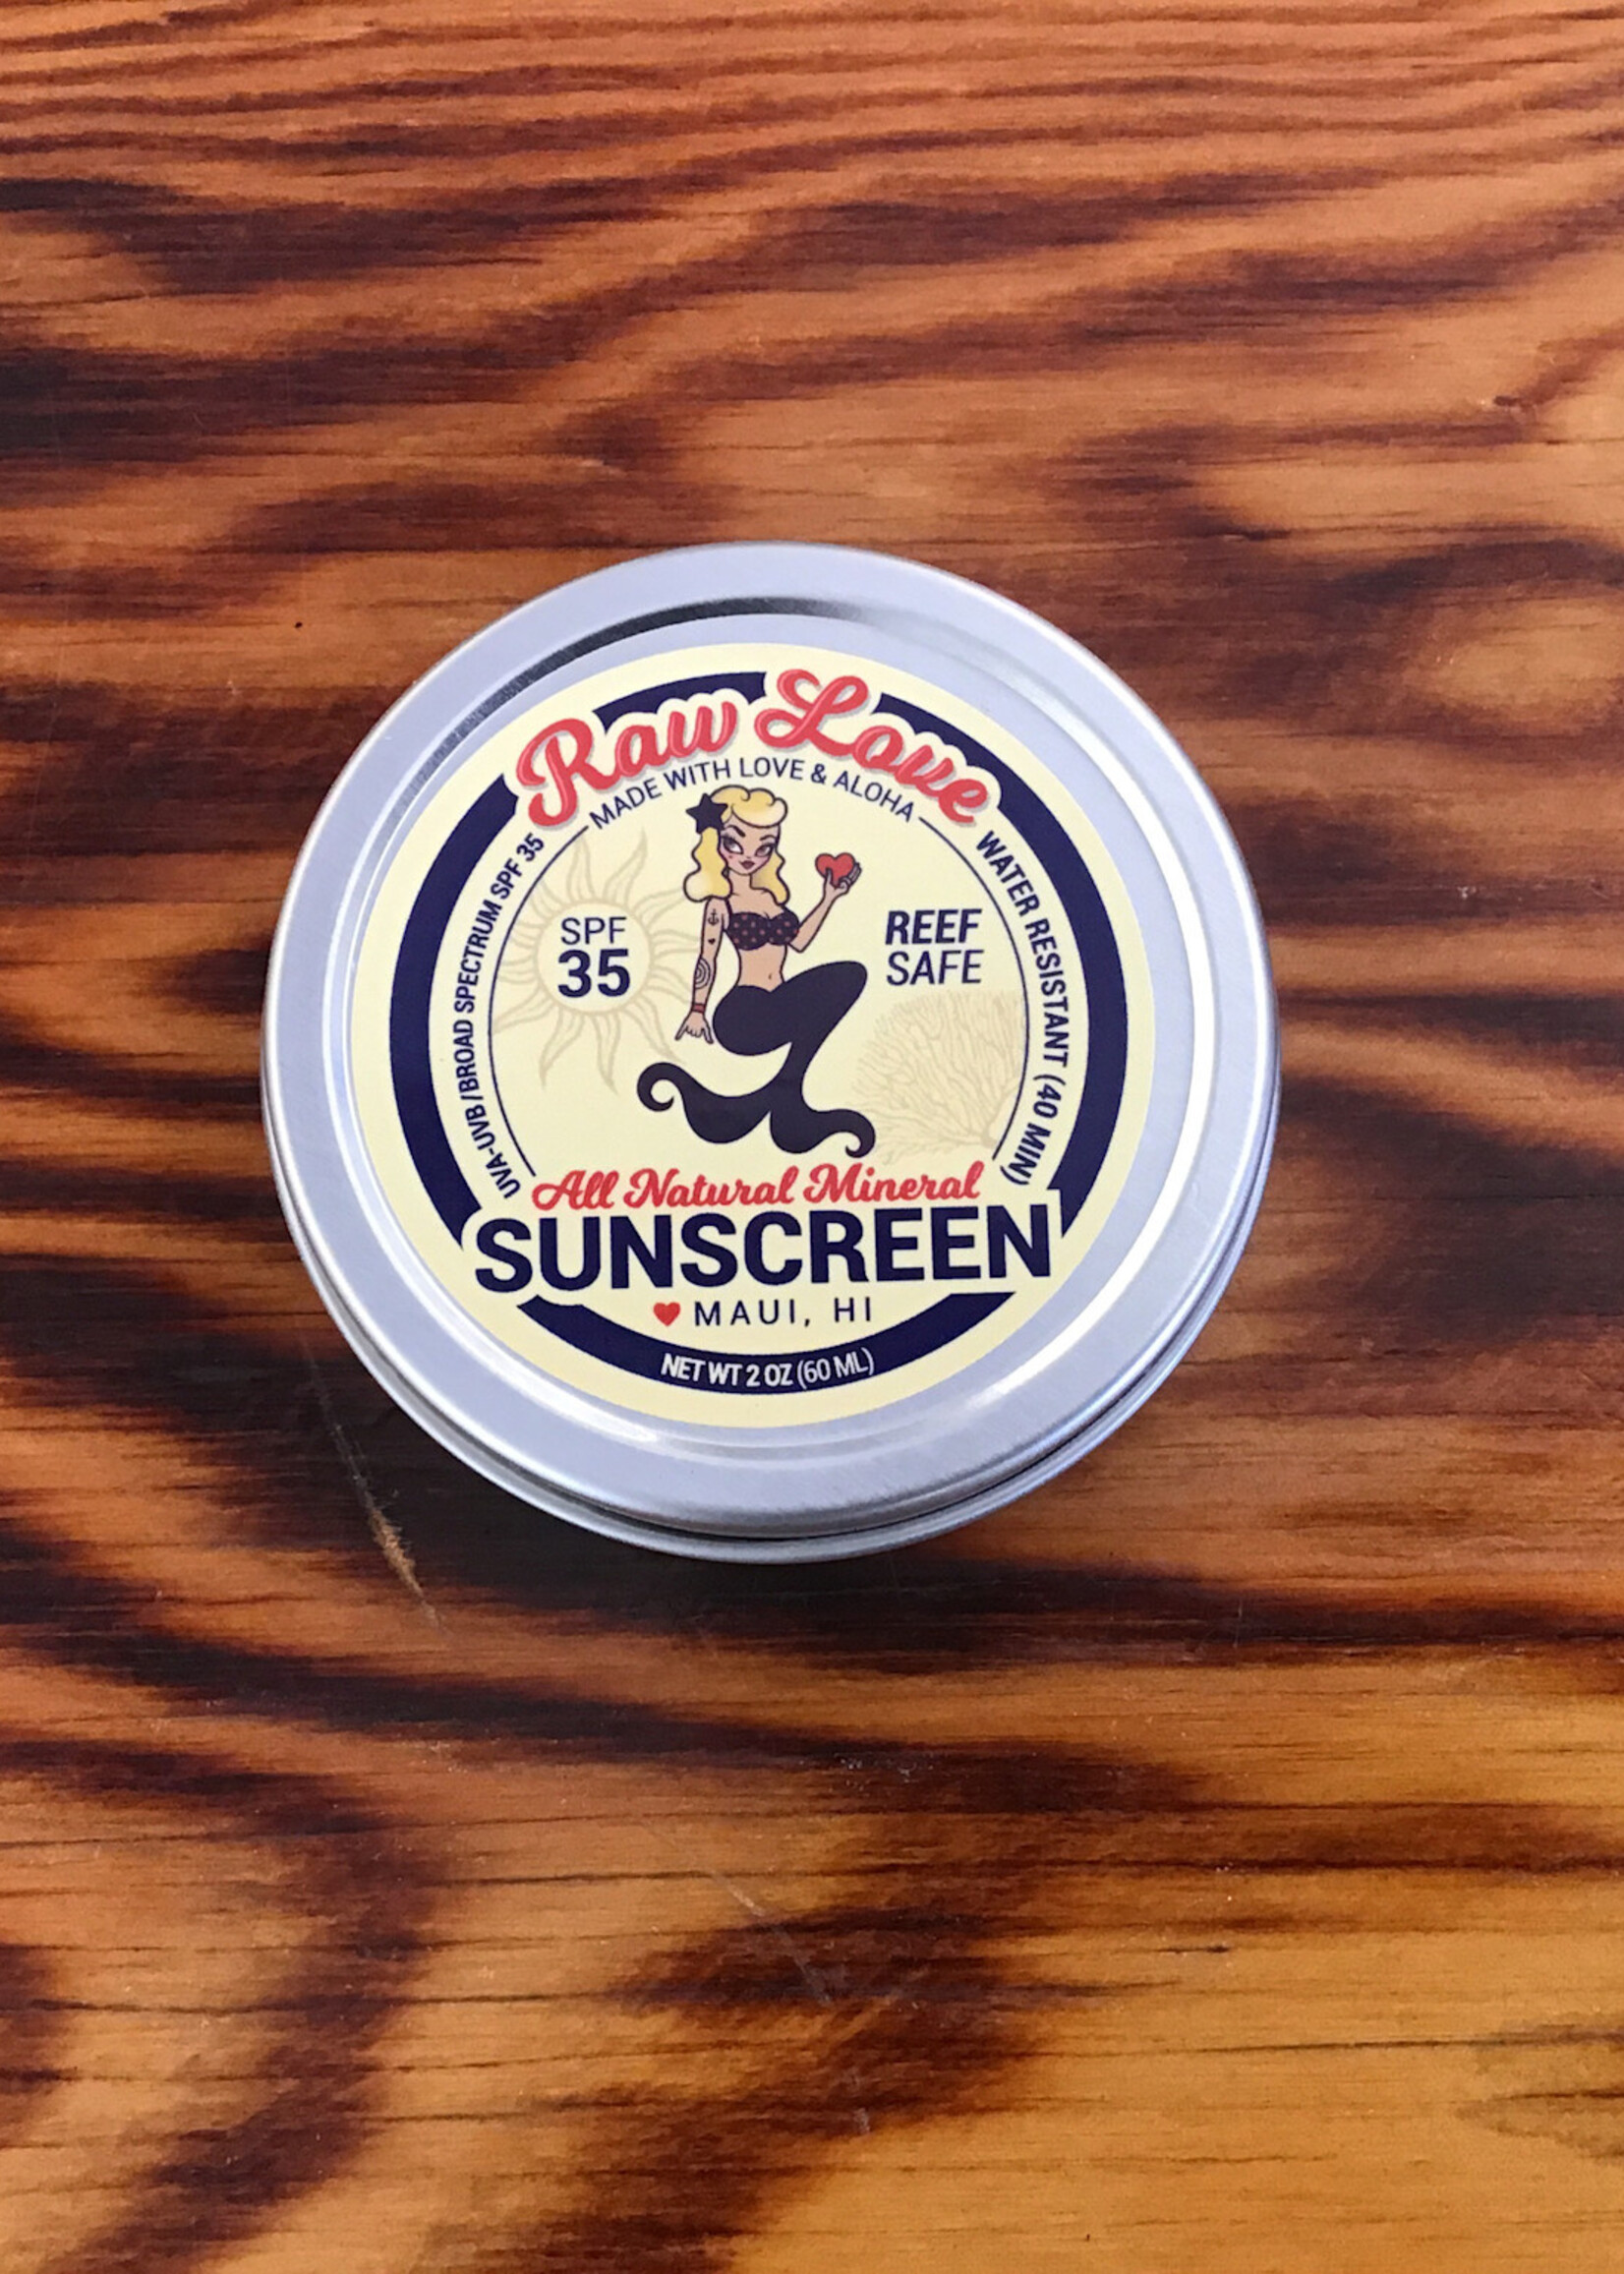 Raw Love
MADE WITH LOVE & ALOHA
UVA-UVB/BROAD SPECTRUM SPF 35
WATER RESISTANT (40 MIN)
SPF
35
REEF
SAFE
All Natural Mineral
SUNSCREEN
MAUI, HI
NET WT 2 OZ (60 ML)